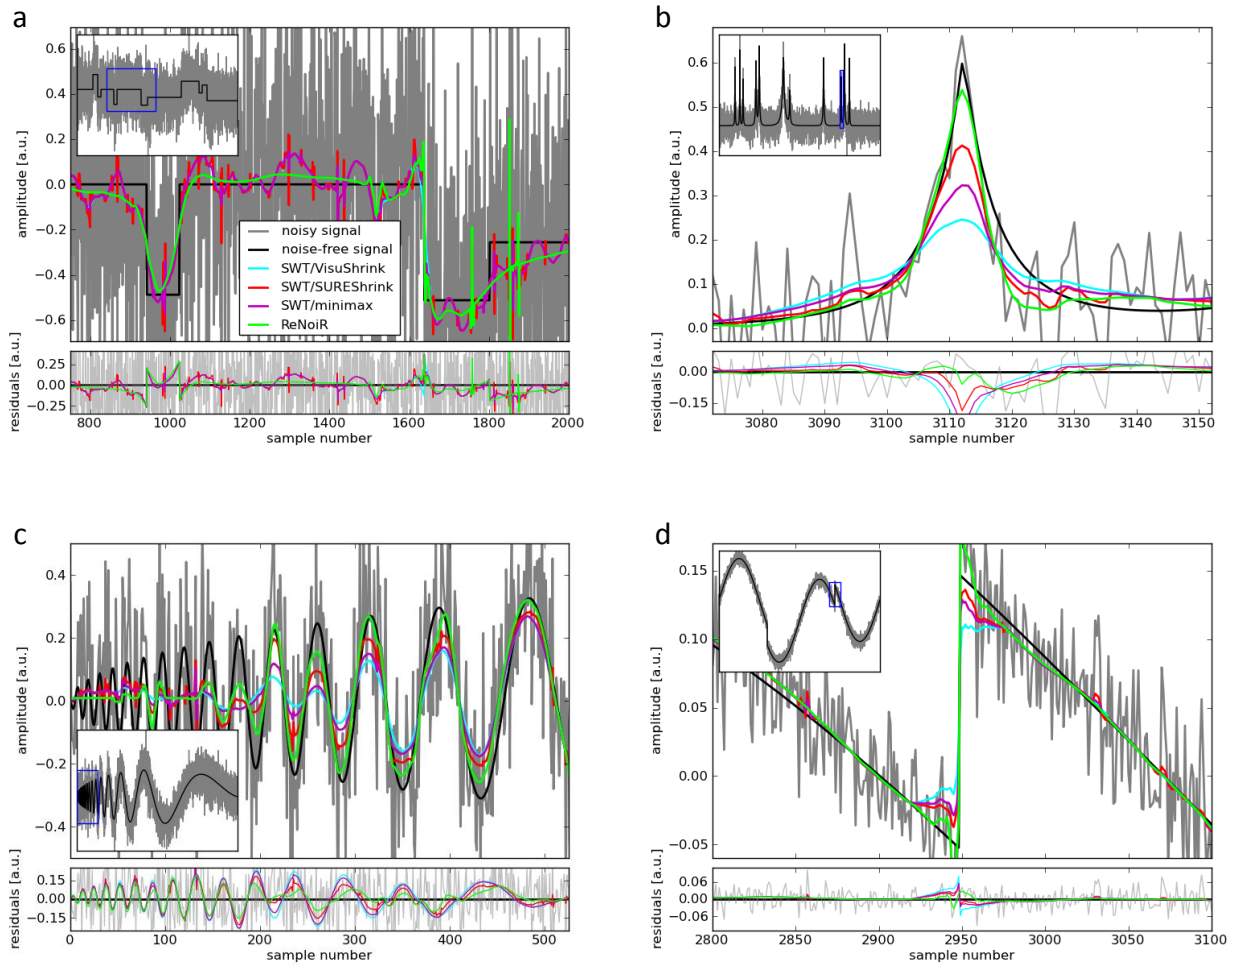 a
0.6
0.4
0.2
0.0
−0.2
−0.4
−0.6
amplitude [a.u.]
noisy signal
noise-free signal
SWT/VisuShrink
SWT/SUREShrink
SWT/minimax
ReNoiR
0.25
0.00
−0.25
residuals [a.u.]
800 1000 1200 1400 1600 1800 2000
sample number
b
0.6
0.5
0.4
0.3
0.2
0.1
0.0
amplitude [a.u.]
0.00
−0.15
residuals [a.u.]
3080 3090 3100 3110 3120 3130 3140 3150
sample number
c
0.4
0.2
0.0
−0.2
−0.4
amplitude [a.u.]
0.15
0.00
−0.15
residuals [a.u.]
0 100 200 300 400 500
sample number
d
0.15
0.10
0.05
0.00
−0.05
amplitude [a.u.]
0.06
0.00
−0.06
residuals [a.u.]
2800 2850 2900 2950 3000 3050 3100
sample number